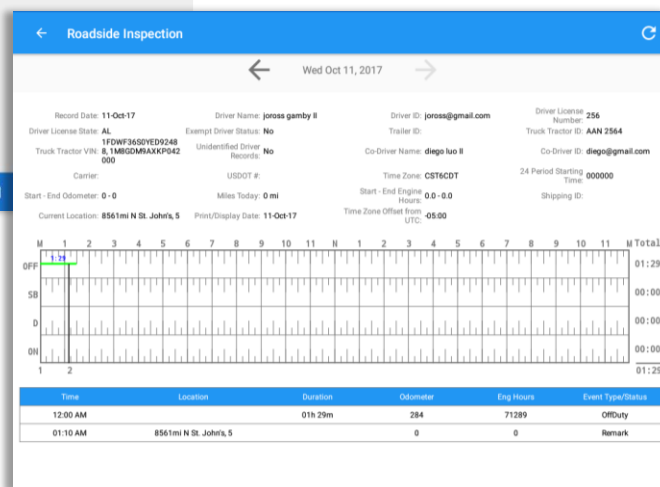 Roadside Inspection
Wed Oct 11, 2017
Record Date: 11-Oct-17 Driver Name: joross gamby II Driver ID: joross@gmail.com Driver License Number: 256
Driver License State: AL Exempt Driver Status: No Trailer ID: Truck Tractor ID: AAN 2564
Truck Tractor VIN: 1FDWF36S0YED9248 8, 1M8GDM9AXKP042 000 Unidentified Driver Records: No Co-Driver Name: diego luo II Co-Driver ID: diego@gmail.com
Carrier: USDOT #: Time Zone: CST6CDT 24 Period Starting Time: 000000
Start - End Odometer: 0 - 0 Miles Today: 0 mi Start - End Engine Hours: 0.0 - 0.0 Shipping ID:
Current Location: 8561mi N St. John's, 5 Print/Display Date: 11-Oct-17 Time Zone Offset from UTC: -05:00
M 1 2 3 4 5 6 7 8 9 10 11 N 1 2 3 4 5 6 7 8 9 10 11 M Total
1:29
OFF 01:29
SB 00:00
D 00:00
ON 00:00
1 2 01:29
Time Location Duration Odometer Eng Hours Event Type/Status
12:00 AM 01h 29m 284 71289 OffDuty
01:10 AM 8561mi N St. John's, 5 0 0 Remark